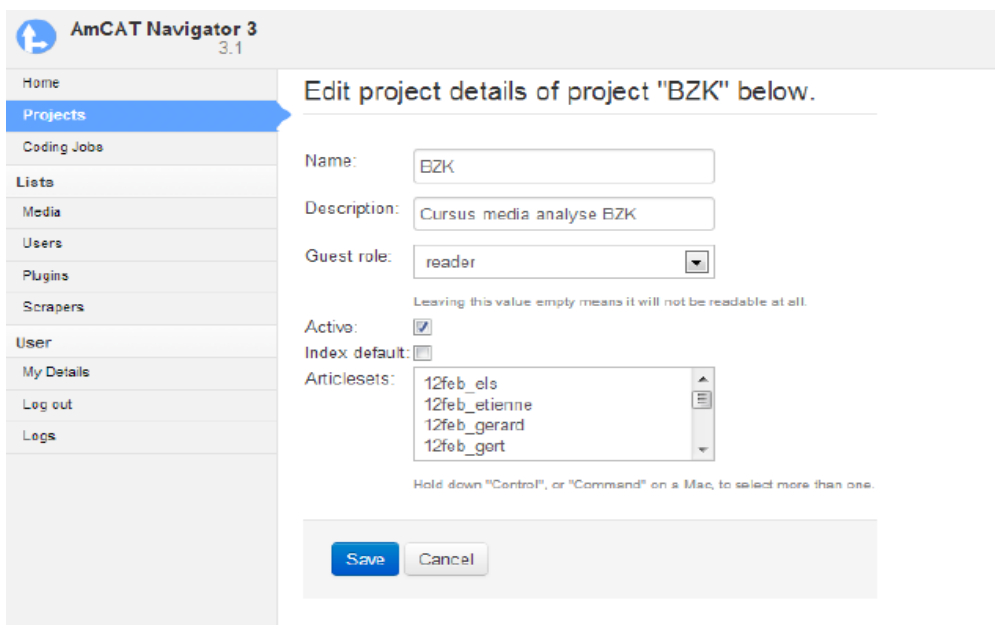 AmCAT Navigator 3
3.1
Home
Projects
Coding Jobs
Lists
Media
Users
Plugins
Scrapers
User
My Details
Log out
Logs
Edit project details of project "BZK" below.
Name:
BZK
Description:
Cursus media analyse BZK
Guest role:
reader
Leaving this value empty means it will not be readable at all.
Active:
Index default:
Articlesets:
12feb_els
12feb_etienne
12feb_gerard
12feb_gert
Hold down "Control", or "Command" on a Mac, to select more than one.
Save
Cancel